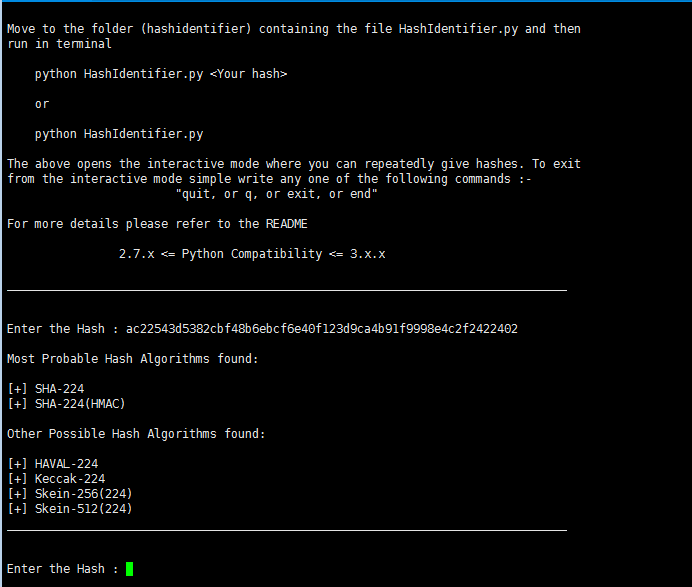 Move to the folder (hashidentifier) containing the file HashIdentifier.py and then
run in terminal
python HashIdentifier.py <Your hash>
or
python HashIdentifier.py
The above opens the interactive mode where you can repeatedly give hashes. To exit
from the interactive mode simple write any one of the following commands :-
"quit, or q, or exit, or end"
For more details please refer to the README
2.7.x <= Python Compatibility <= 3.x.x
Enter the Hash : ac22543d5382cbf48b6ebcf6e40f123d9ca4b91f9998e4c2f2422402
Most Probable Hash Algorithms found:
[+] SHA-224
[+] SHA-224(HMAC)
Other Possible Hash Algorithms found:
[+] HAVAL-224
[+] Keccak-224
[+] Skein-256(224)
[+] Skein-512(224)
Enter the Hash :